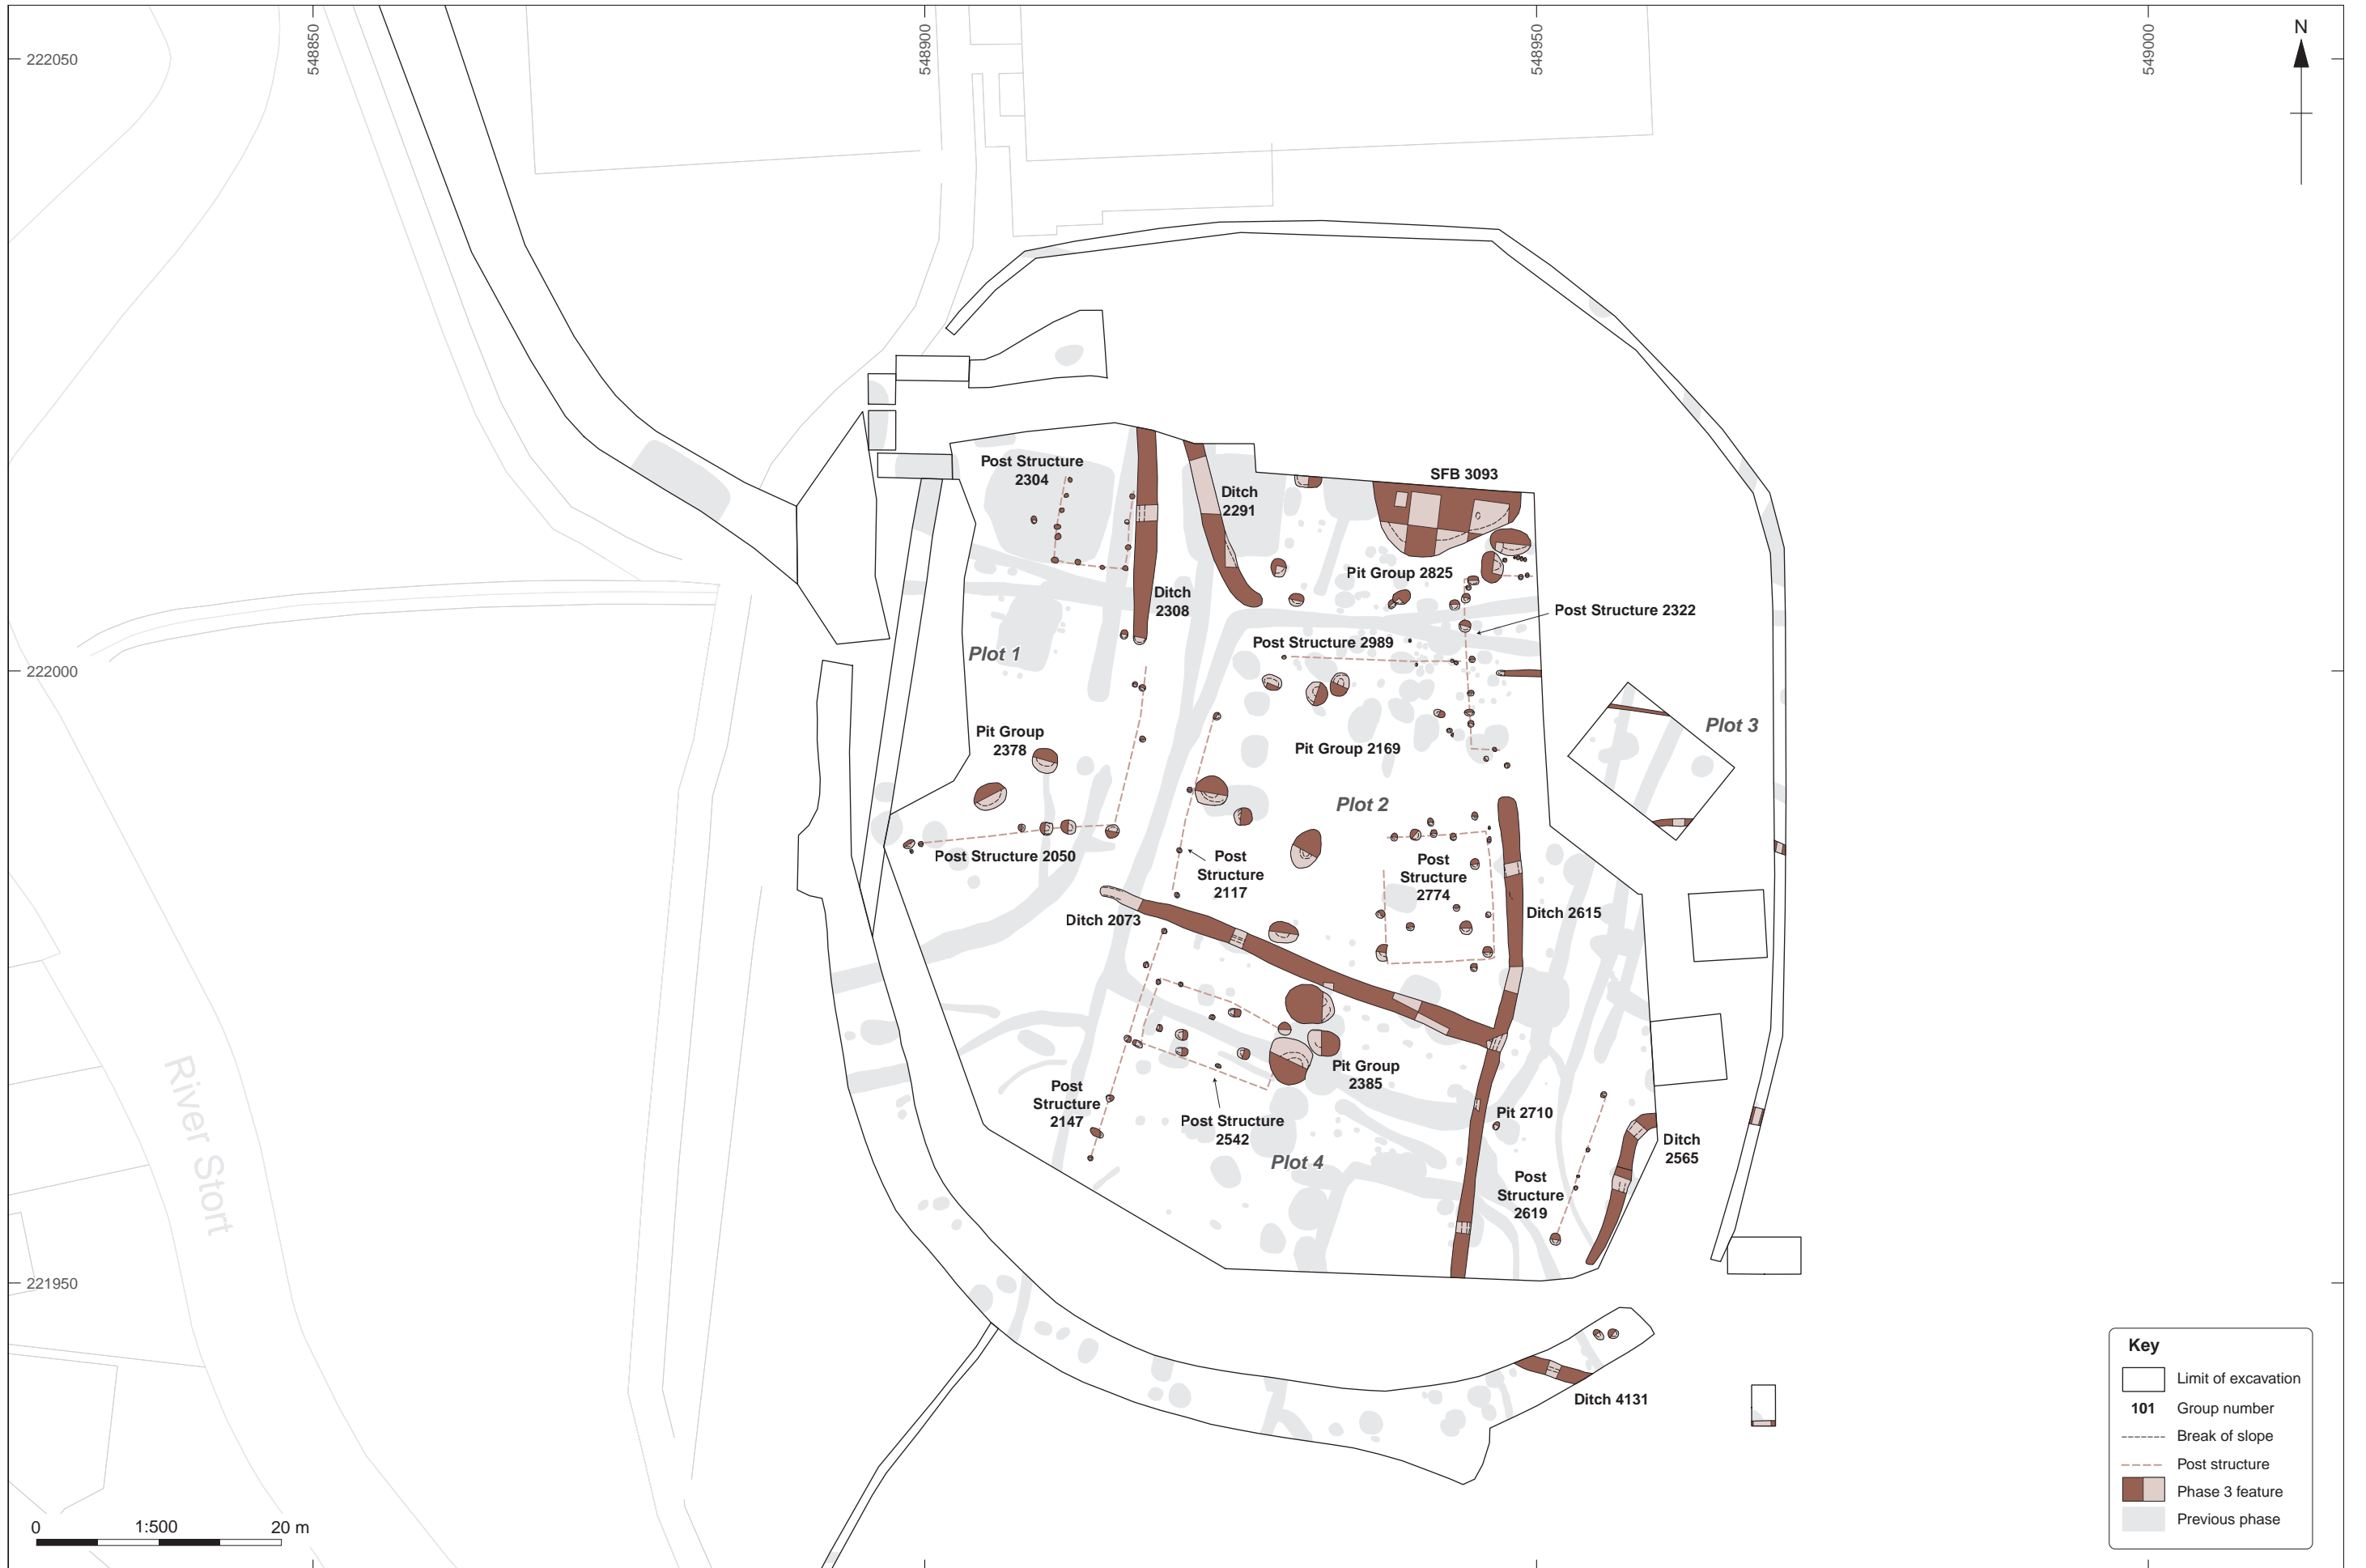 548850
548900
548950
549000
N
222050
222000
221950
Post Structure
2304
Ditch
2291
SFB 3093
Ditch
2308
Pit Group 2825
Post Structure 2322
Post Structure 2989
Plot 1
Plot 3
Pit Group
2378
Pit Group 2169
Plot 2
Post Structure 2050
Post
Structure
2117
Post
Structure
2774
Ditch 2073
Ditch 2615
Pit Group
2385
Post
Structure
2147
Post Structure
2542
Pit 2710
Plot 4
Ditch
2565
Post
Structure
2619
River Stort
Ditch 4131
Key
Limit of excavation
101 Group number
Break of slope
Post structure
Phase 3 feature
Previous phase
0 1:500 20 m